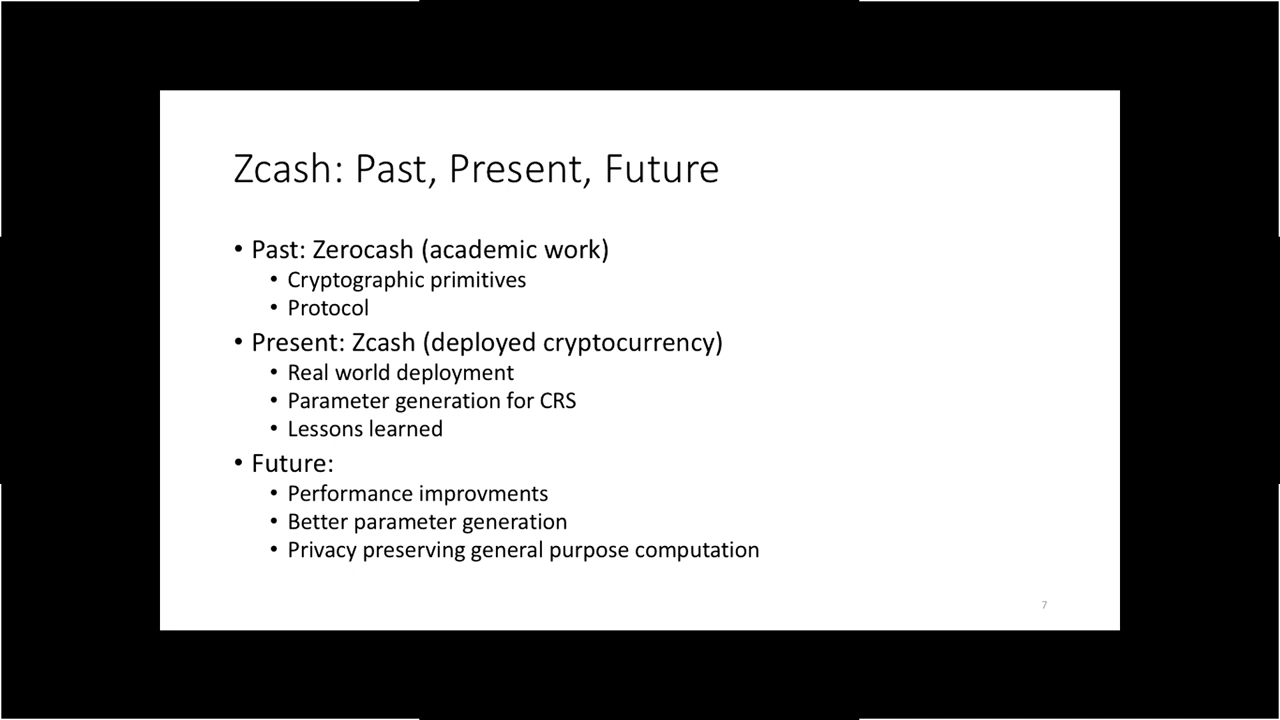 Zcash: Past, Present, Future
• Past: Zerocash (academic work)
• Cryptographic primitives
• Protocol
• Present: Zcash (deployed cryptocurrency)
• Real world deployment
• Parameter generation for CRS
• Lessons learned
• Future:
• Performance improvments
• Better parameter generation
• Privacy preserving general purpose computation
7